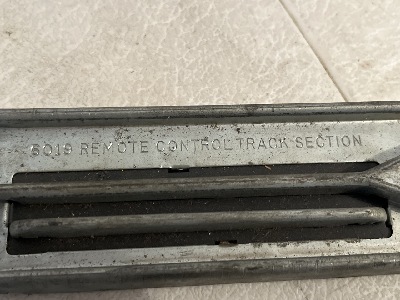 6019 REMOTE CONTROL TRACK SECTION